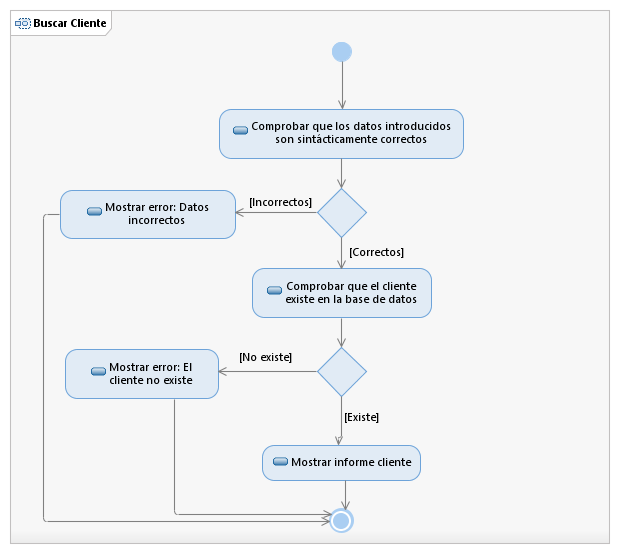 Buscar Cliente
Comprobar que los datos introducidos
son sintácticamente correctos
[Incorrectos]
Mostrar error: Datos
incorrectos
[Correctos]
Comprobar que el cliente
existe en la base de datos
[No existe]
Mostrar error: El
cliente no existe
[Existe]
Mostrar informe cliente